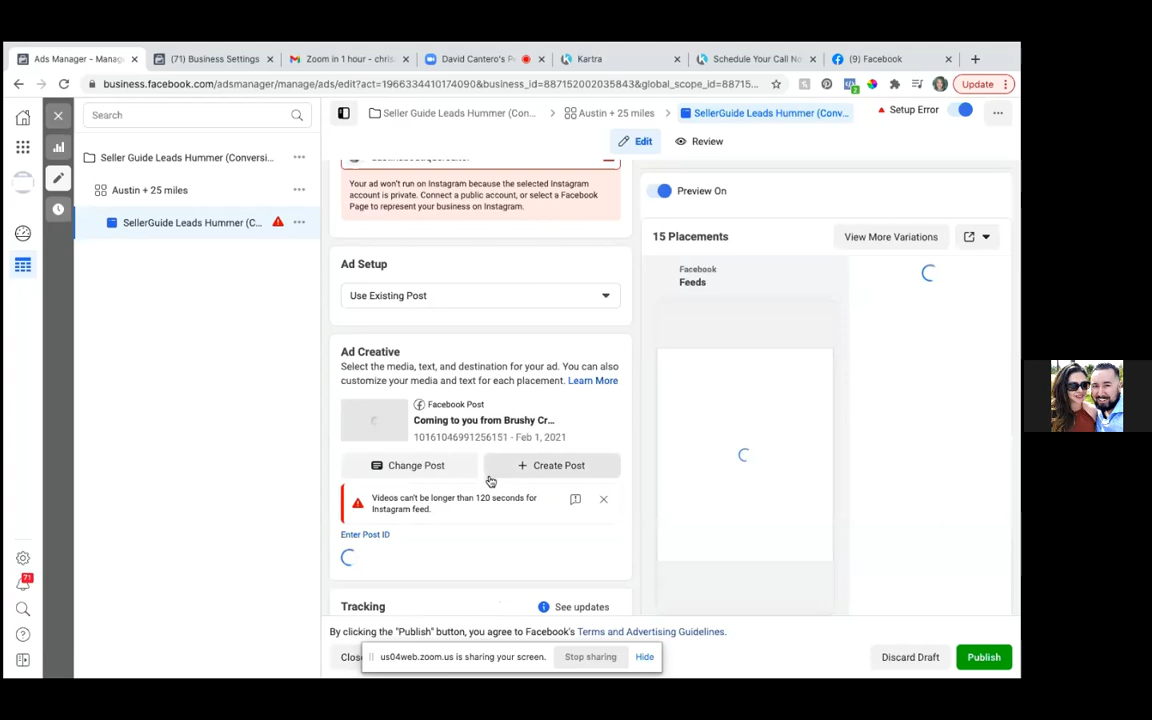 Ads Manager - Manag
(71) Business Settings
Zoom in 1 hour - chris
David Cantero's P
Kartra
Schedule Your Call No
(9) Facebook
business.facebook.com/adsmanager/manage/ads/edit?act=1966334410174090&business_id=887152002035843&global_scope_id=88715...
Update
Search
Seller Guide Leads Hummer (Con...
Austin + 25 miles
SellerGuide Leads Hummer (Conv...
Setup Error
Edit
Review
Seller Guide Leads Hummer (Conversi...
Austin + 25 miles
SellerGuide Leads Hummer (C...
Your ad won't run on Instagram because the selected Instagram
account is private. Connect a public account, or select a Facebook
Page to represent your business on Instagram.
Preview On
15 Placements
View More Variations
Facebook
Feeds
Ad Setup
Use Existing Post
Ad Creative
Select the media, text, and destination for your ad. You can also
customize your media and text for each placement. Learn More
Facebook Post
Coming to you from Brushy Cr...
10161046991256151 - Feb 1, 2021
Change Post
+ Create Post
Videos can't be longer than 120 seconds for
Instagram feed.
Enter Post ID
Tracking
See updates
By clicking the "Publish" button, you agree to Facebook's Terms and Advertising Guidelines.
Clos
us04web.zoom.us is sharing your screen.
Stop sharing
Hide
Discard Draft
Publish
71